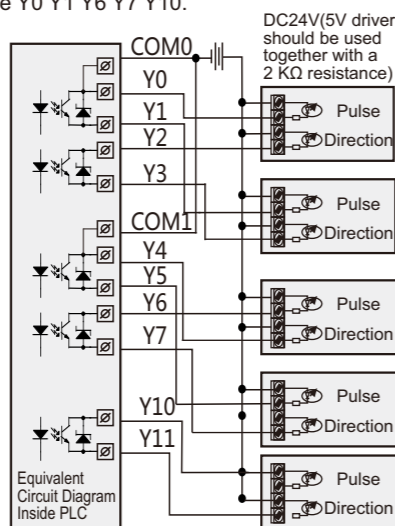 e Y0 Y1 Y6 Y7 Y10.
DC24V(5V driver
should be used
together with a
2 KΩ resistance)
COM0
Y0
Y1
Y2
Y3
COM1
Y4
Y5
Y6
Y7
Y10
Y11
Pulse
Direction
Pulse
Direction
Pulse
Direction
Pulse
Direction
Pulse
Direction
Equivalent
Circuit Diagram
Inside PLC